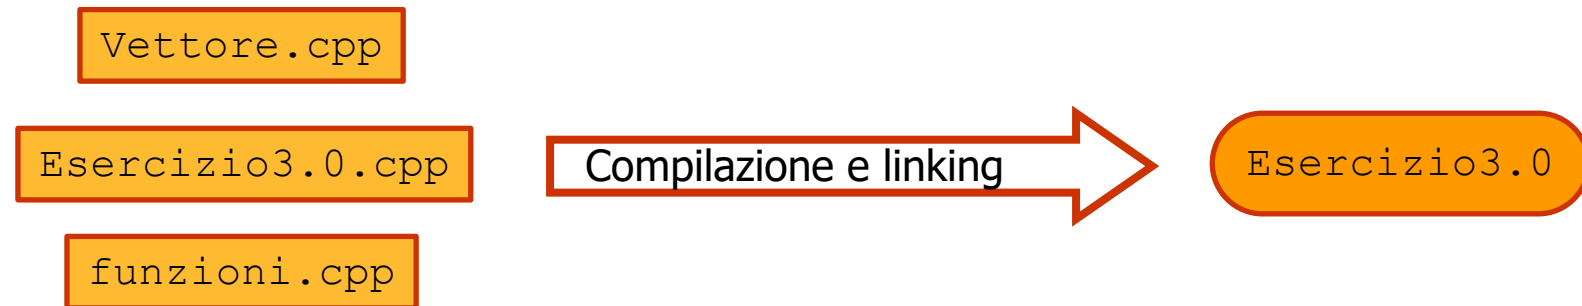 Vettore.cpp
Esercizio3.0.cpp
funzioni.cpp
Compilazione e linking
Esercizio3.0